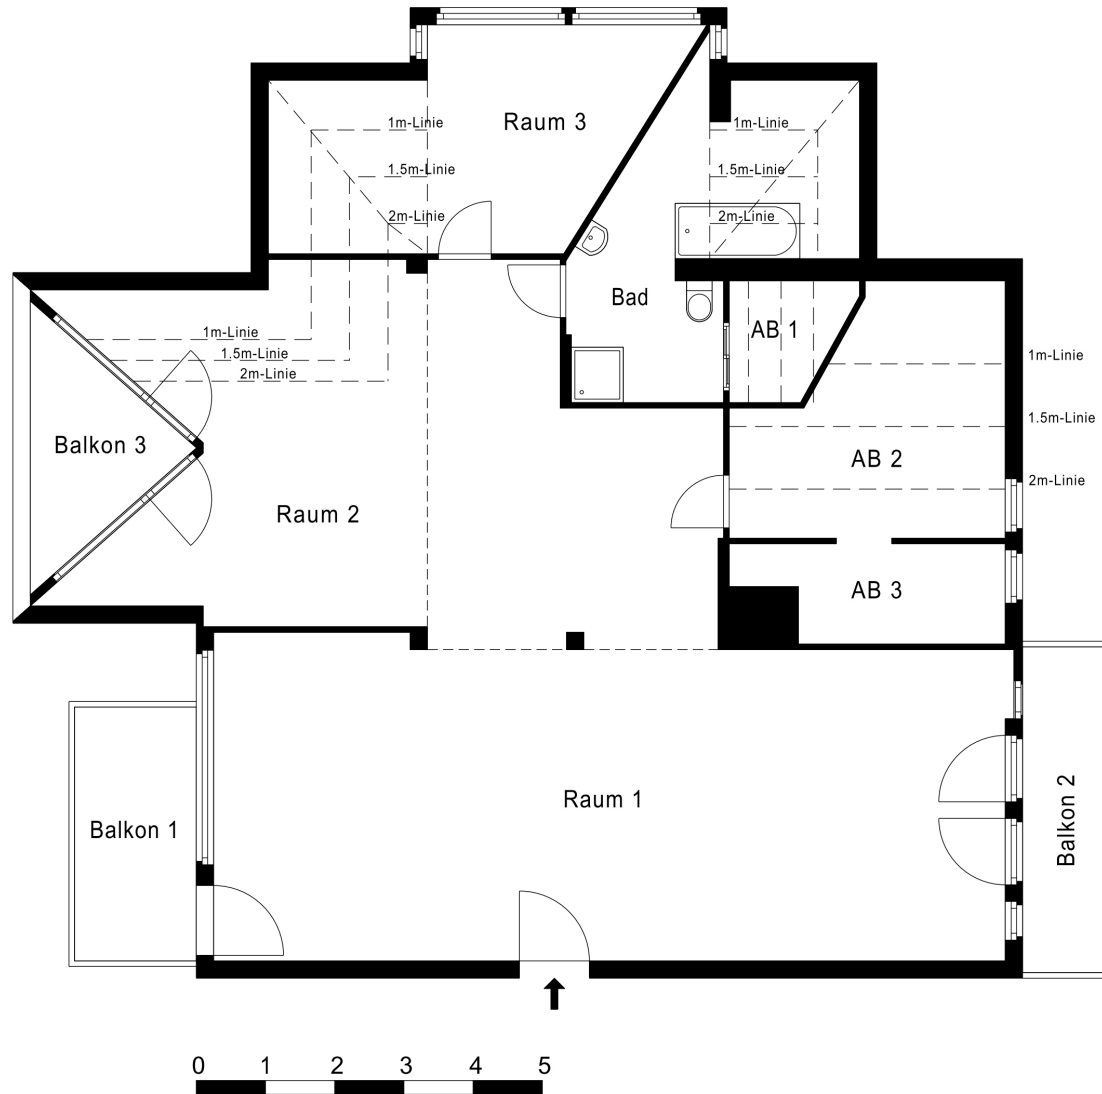 Raum 3
1m-Linie
1m-Linie
1.5m-Linie
1.5m-Linie
2m-Linie
2m-Linie
Bad
AB 1
1m-Linie
1.5m-Linie
2m-Linie
1m-Linie
1.5m-Linie
2m-Linie
Balkon 3
AB 2
Raum 2
AB 3
Raum 1
Balkon 1
Balkon 2
0 1 2 3 4 5